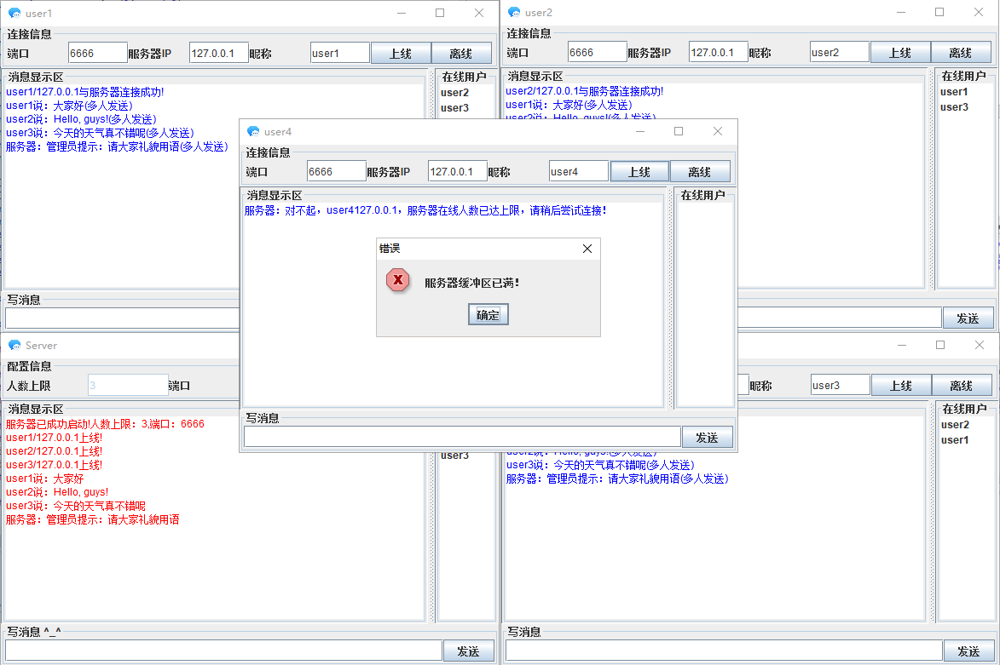 user1
连接信息
端口 6666 服务器IP 127.0.0.1 昵称 user1 上线 离线
消息显示区
user1/127.0.0.1与服务器连接成功!
user1说：大家好(多人发送)
user2说：Hello, guys!(多人发送)
user3说：今天的天气真不错呢(多人发送)
服务器：管理员提示：请大家礼貌用语(多人发送)
在线用户
user2
user3
写消息
user2
连接信息
端口 6666 服务器IP 127.0.0.1 昵称 user2 上线 离线
消息显示区
user2/127.0.0.1与服务器连接成功!
user1说：大家好(多人发送)
user2说：Hello, guys!(多人发送)
在线用户
user1
user3
发送
user4
连接信息
端口 6666 服务器IP 127.0.0.1 昵称 user4 上线 离线
消息显示区
服务器：对不起，user4127.0.0.1，服务器在线人数已达上限，请稍后尝试连接！
在线用户
错误
服务器缓冲区已满！
确定
写消息
发送
Server
配置信息
人数上限 3 端口
消息显示区
服务器已成功启动!人数上限：3,端口：6666
user1/127.0.0.1上线!
user2/127.0.0.1上线!
user3/127.0.0.1上线!
user1说：大家好
user2说：Hello, guys!
user3说：今天的天气真不错呢
服务器：管理员提示：请大家礼貌用语
user3
写消息 ^_^
发送
昵称 user3 上线 离线
user2说：Hello, guys!(多人发送)
user3说：今天的天气真不错呢(多人发送)
服务器：管理员提示：请大家礼貌用语(多人发送)
在线用户
user2
user1
写消息
发送